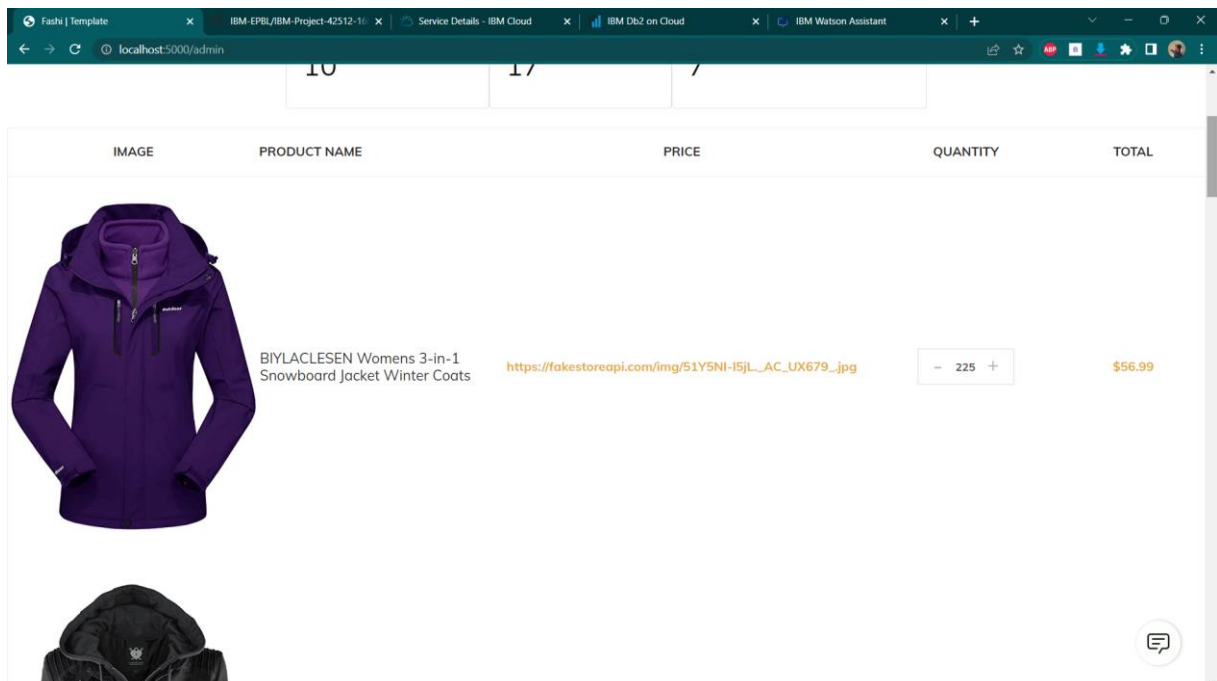 Fashi | Template
IBM-EPBL/IBM-Project-42512-16
Service Details - IBM Cloud
IBM Db2 on Cloud
IBM Watson Assistant
localhost:5000/admin
ABP
10
17
7
IMAGE
PRODUCT NAME
PRICE
QUANTITY
TOTAL
outdoor
BIYLACLESEN Womens 3-in-1
Snowboard Jacket Winter Coats
https://fakestoreapi.com/img/51Y5NI-I5jL._AC_UX679_.jpg
- 225 +
$56.99